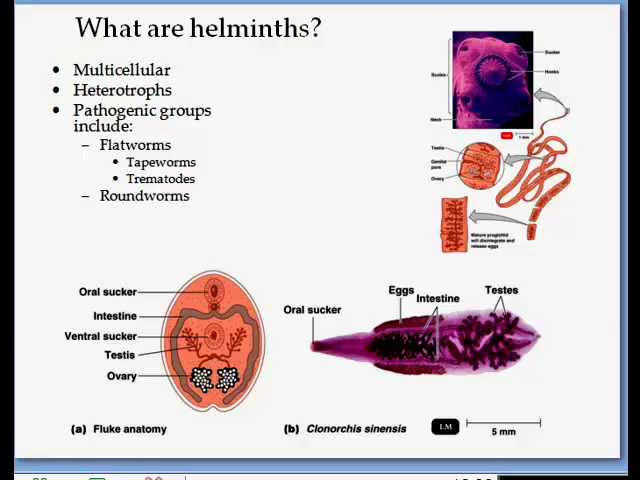 What are helminths?
• Multicellular
• Heterotrophs
• Pathogenic groups
include:
– Flatworms
• Tapeworms
• Trematodes
– Roundworms
Sucker
Hooks
Scolex
Neck
1 mm
Testis
Genital
pore
Ovary
Mature proglottid
will disintegrate and
release eggs
Oral sucker
Intestine
Ventral sucker
Testis
Ovary
(a) Fluke anatomy
Eggs
Intestine
Testes
Oral sucker
(b) Clonorchis sinensis
LM
5 mm